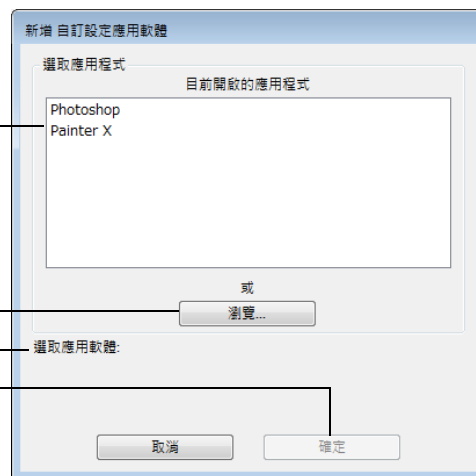 新增 自訂設定應用軟體
選取應用程式
目前開啟的應用程式
Photoshop
Painter X
或
瀏覽...
選取應用軟體:
取消
確定